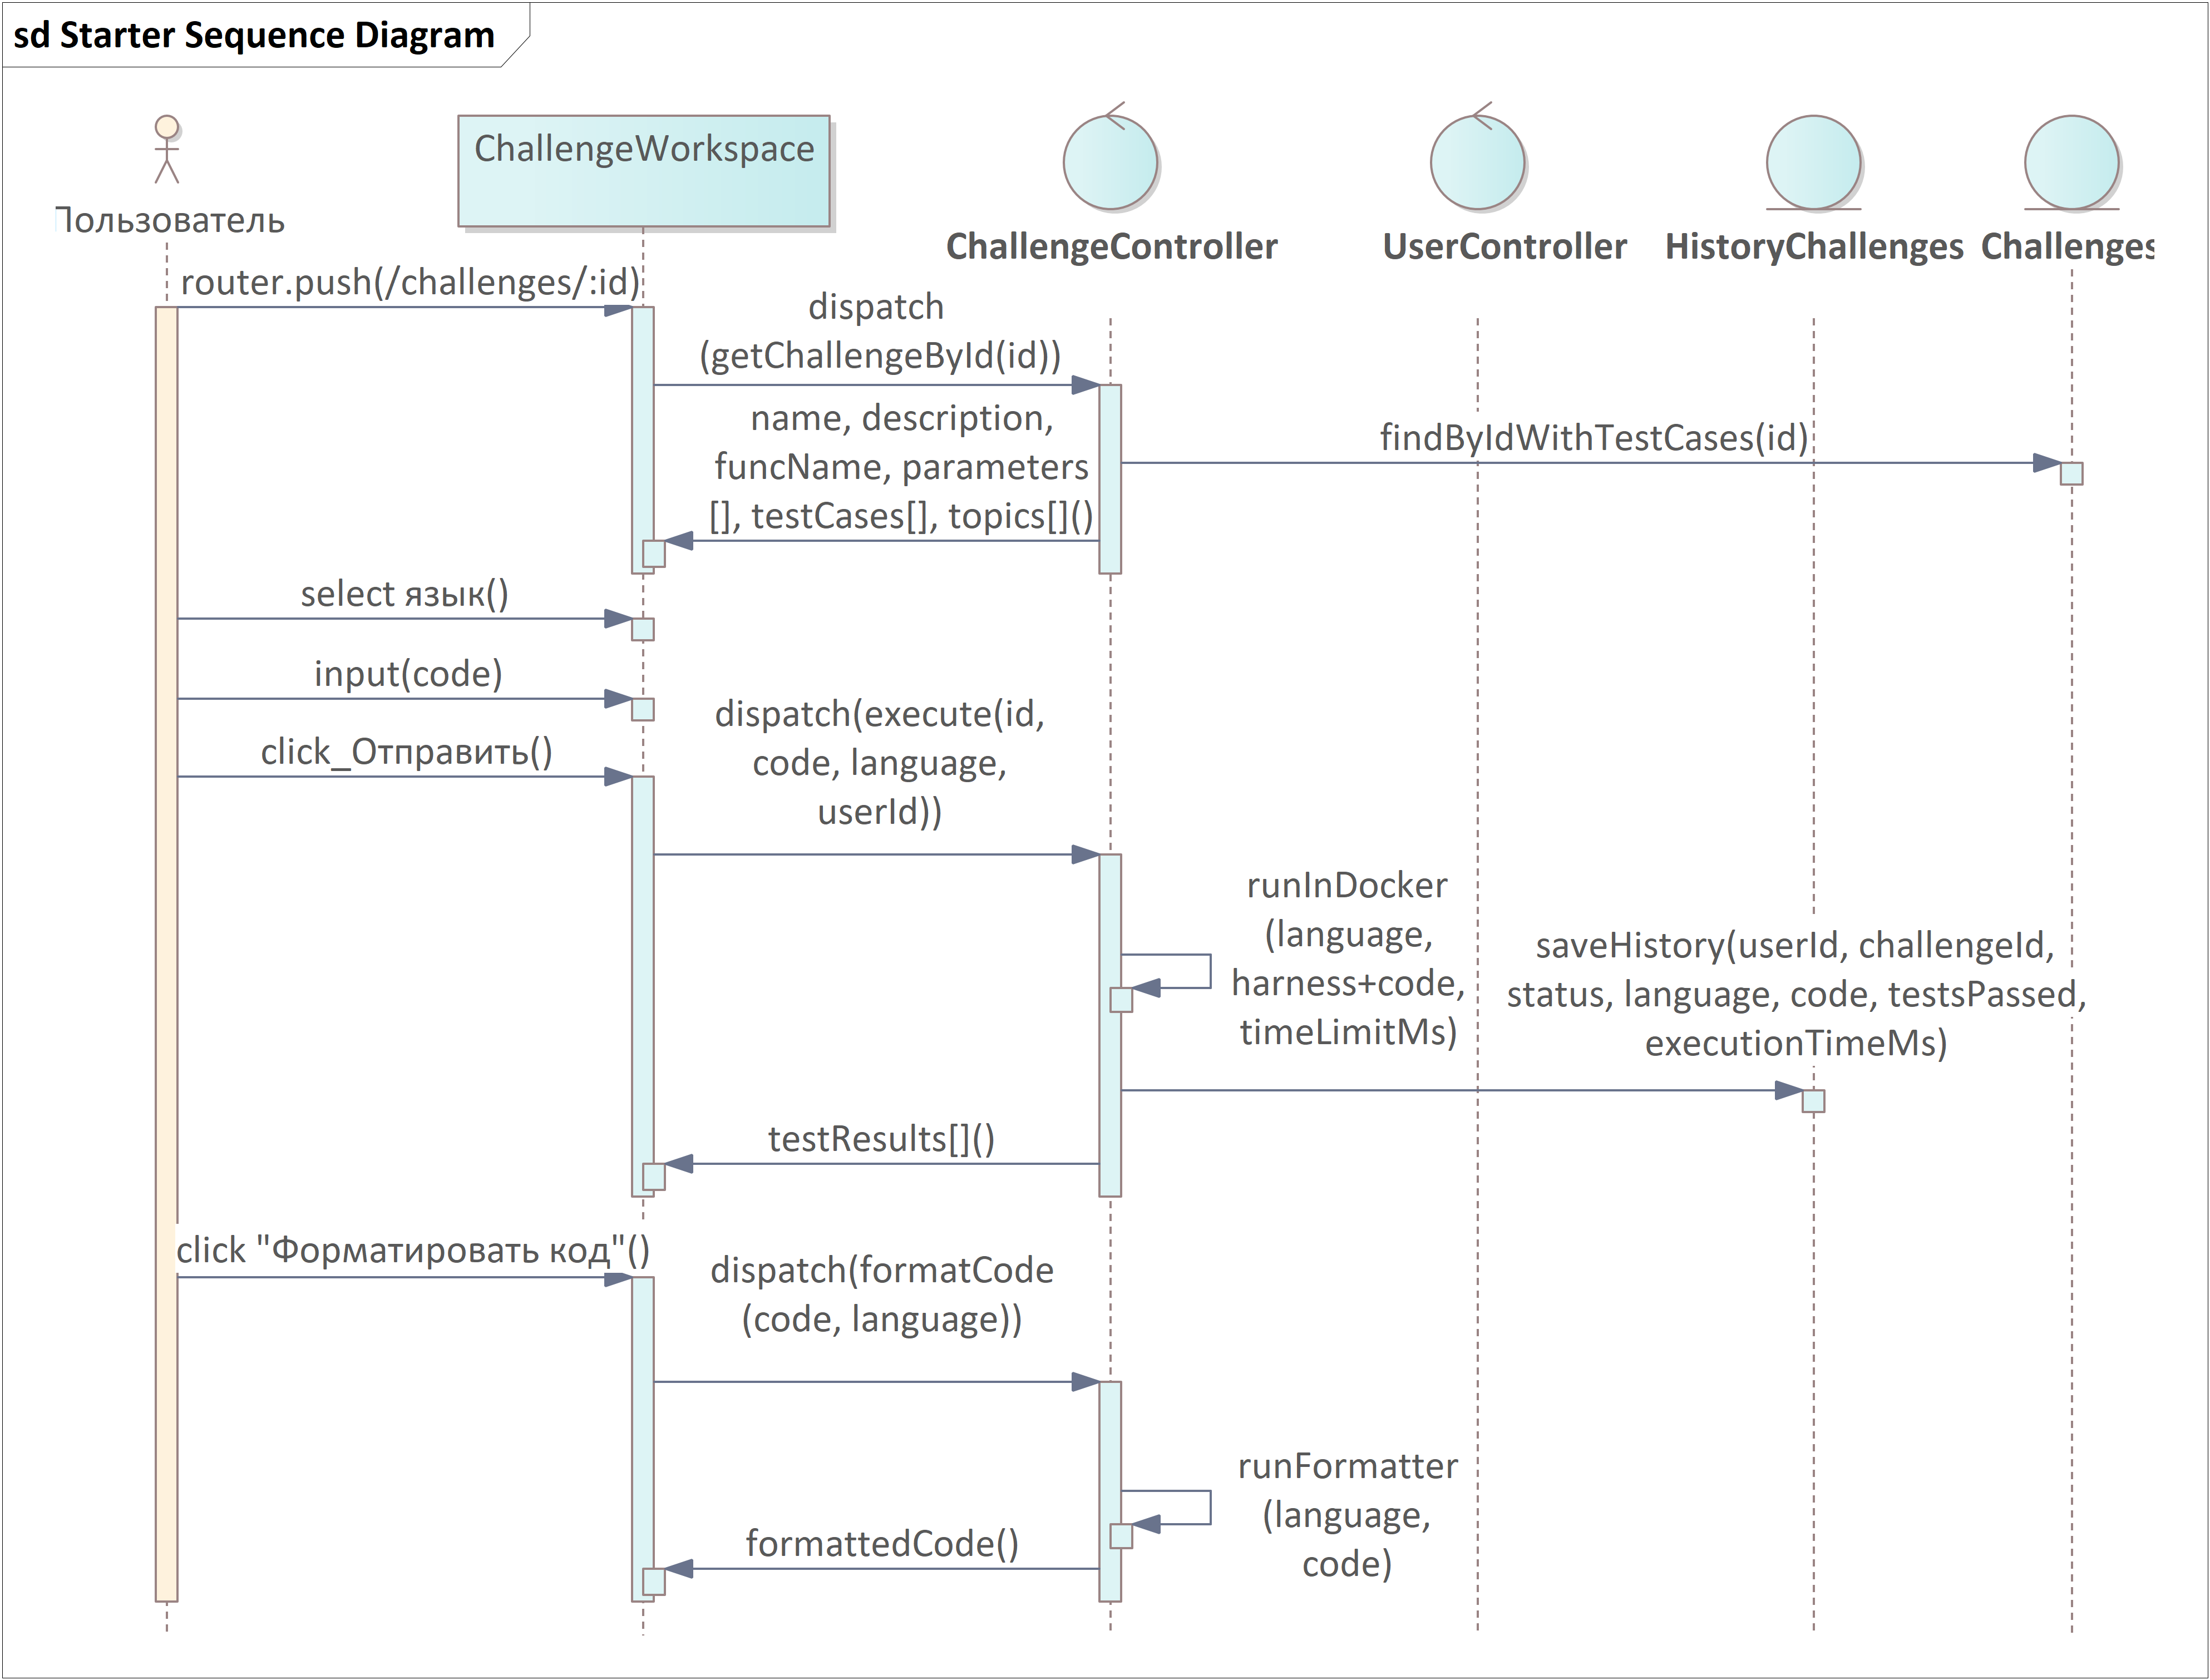 sd Starter Sequence Diagram
Пользователь
ChallengeWorkspace
ChallengeController
UserController
HistoryChallenges
Challenges
router.push(/challenges/:id)
dispatch
(getChallengeById(id))
findByIdWithTestCases(id)
name, description,
funcName, parameters
[], testCases[], topics[]()
select язык()
input(code)
click_Отправить()
dispatch(execute(id,
code, language,
userId))
runInDocker
(language,
harness+code,
timeLimitMs)
saveHistory(userId, challengeId,
status, language, code, testsPassed,
executionTimeMs)
testResults[]()
click "Форматировать код"()
dispatch(formatCode
(code, language))
runFormatter
(language,
code)
formattedCode()